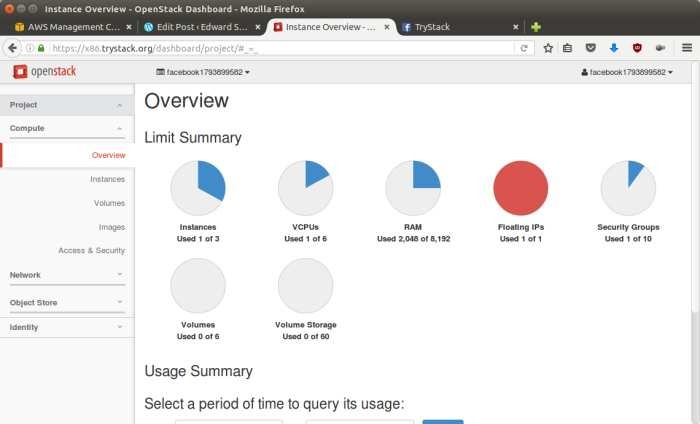 Instance Overview - OpenStack Dashboard - Mozilla Firefox
AWS Management C...
Edit Post ‹ Edward S...
Instance Overview - ...
TryStack
https://x86.trystack.org/dashboard/project/#_=_
openstack
facebook1793899582
facebook1793899582
Project
Compute
Overview
Instances
Volumes
Images
Access & Security
Network
Object Store
Identity
Overview
Limit Summary
Instances
Used 1 of 3
VCPUs
Used 1 of 6
RAM
Used 2,048 of 8,192
Floating IPs
Used 1 of 1
Security Groups
Used 1 of 10
Volumes
Used 0 of 6
Volume Storage
Used 0 of 60
Usage Summary
Select a period of time to query its usage: